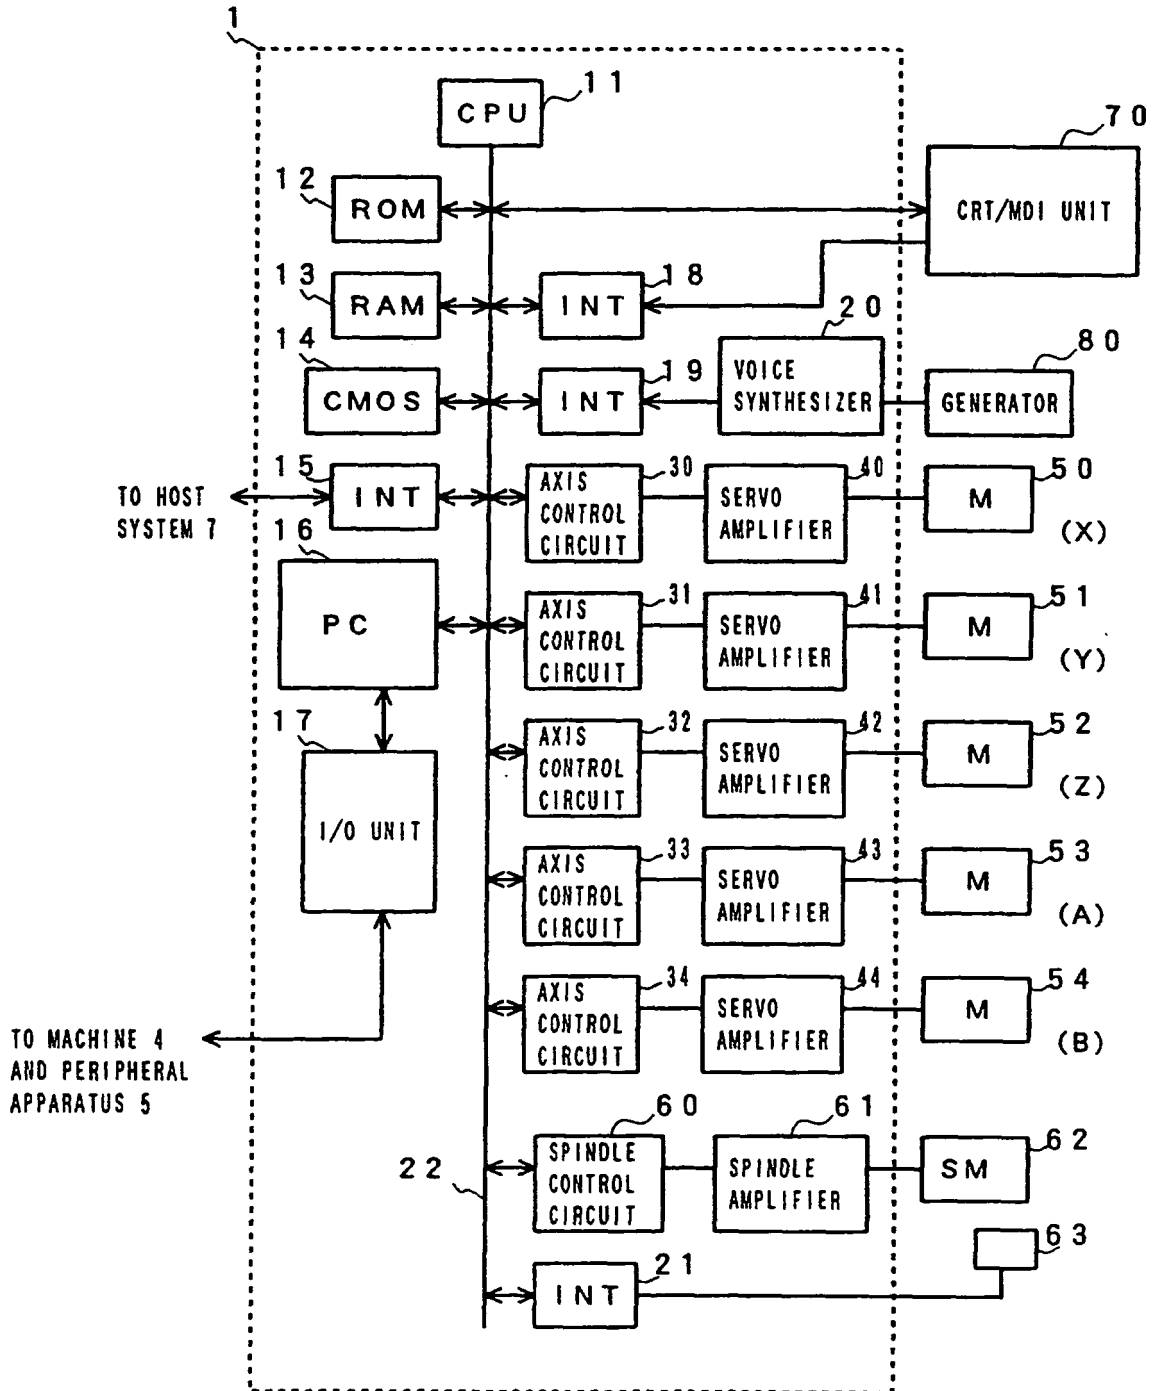 1
CPU
11
12
ROM
70
CRT/MDI UNIT
13
RAM
INT
18
14
CMOS
INT
19
20
VOICE
SYNTHESIZER
80
GENERATOR
TO HOST
SYSTEM 7
15
INT
AXIS
CONTROL
CIRCUIT
30
SERVO
AMPLIFIER
40
M
50
(X)
16
PC
AXIS
CONTROL
CIRCUIT
31
SERVO
AMPLIFIER
41
M
51
(Y)
17
I/O UNIT
AXIS
CONTROL
CIRCUIT
32
SERVO
AMPLIFIER
42
M
52
(Z)
AXIS
CONTROL
CIRCUIT
33
SERVO
AMPLIFIER
43
M
53
(A)
TO MACHINE 4
AND PERIPHERAL
APPARATUS 5
AXIS
CONTROL
CIRCUIT
34
SERVO
AMPLIFIER
44
M
54
(B)
22
SPINDLE
CONTROL
CIRCUIT
60
SPINDLE
AMPLIFIER
61
SM
62
63
INT
21